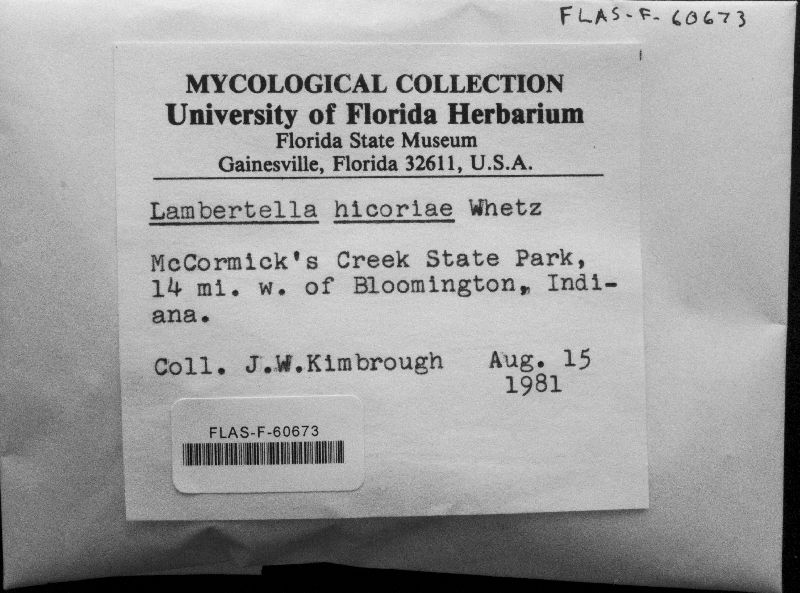 FLAS-F-60673
MYCOLOGICAL COLLECTION
University of Florida Herbarium
Florida State Museum
Gainesville, Florida 32611, U.S.A.
Lambertella hicoriae Whetz
McCormick's Creek State Park,
14 mi. w. of Bloomington, Indi-
ana.
Coll. J.W.Kimbrough Aug. 15
1981
FLAS-F-60673